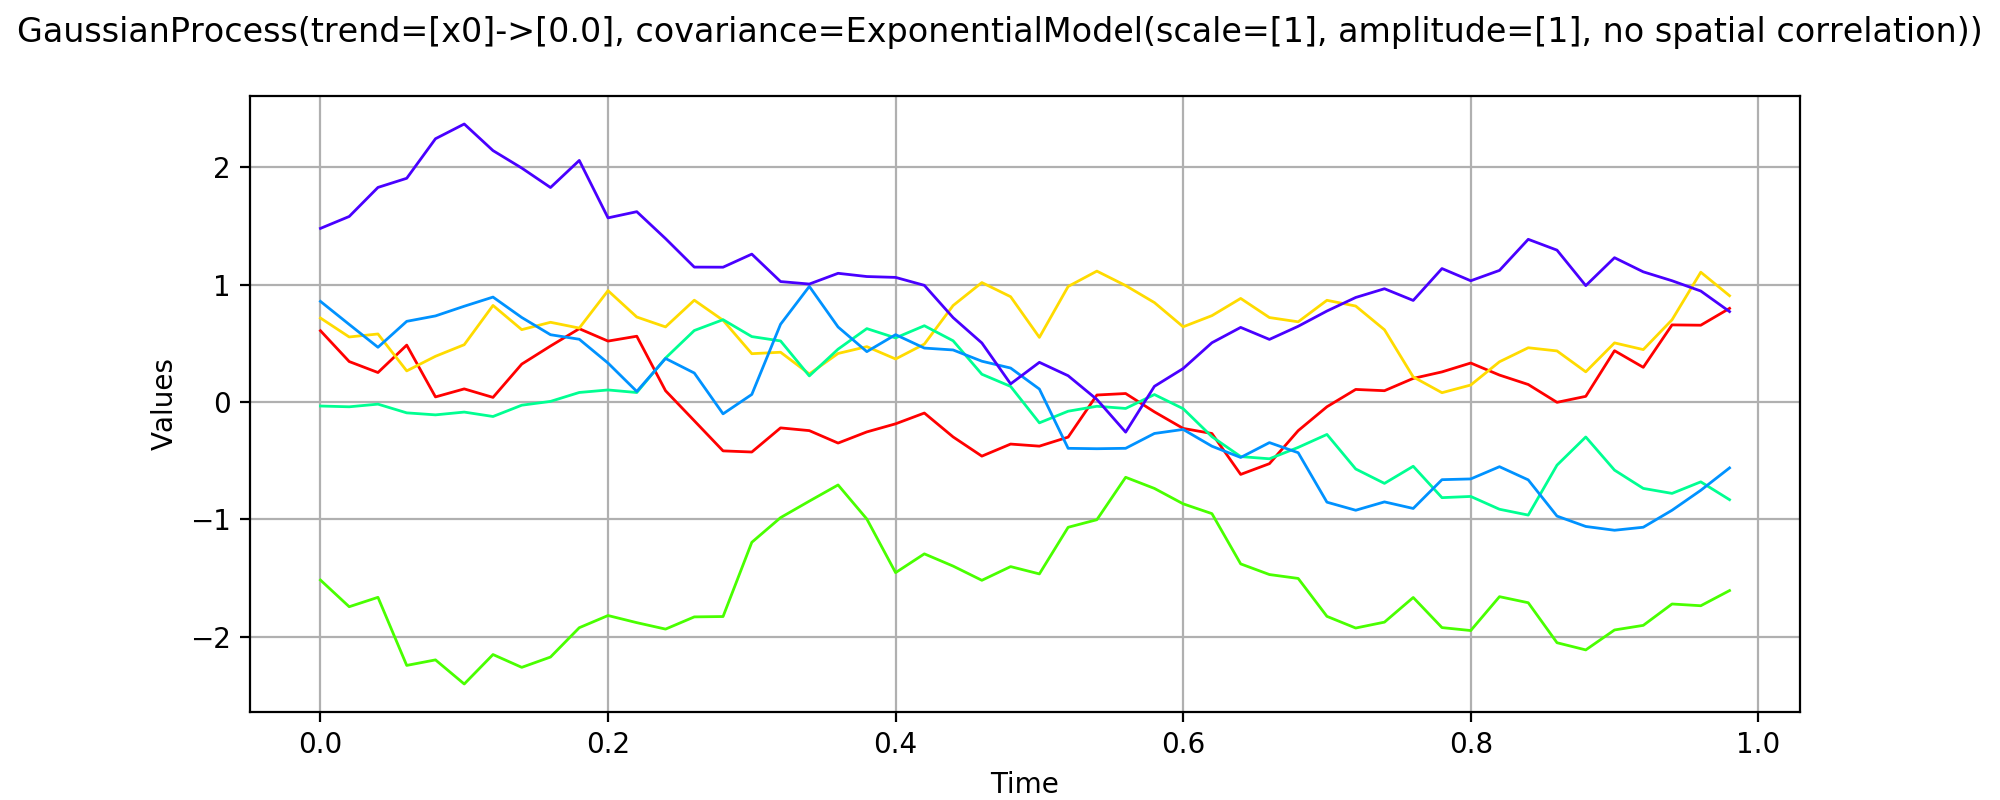 GaussianProcess(trend=[x0]->[0.0], covariance=ExponentialModel(scale=[1], amplitude=[1], no spatial correlation))
Values
2
1
0
−1
−2
0.0 0.2 0.4 0.6 0.8 1.0
Time